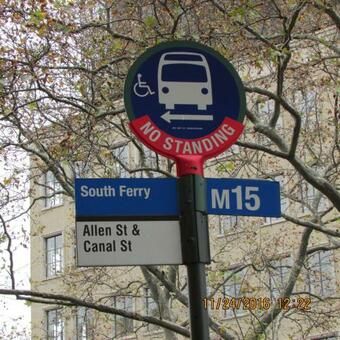 NO STANDING
South Ferry
M15
Allen St &
Canal St
11/24/2016 12:22